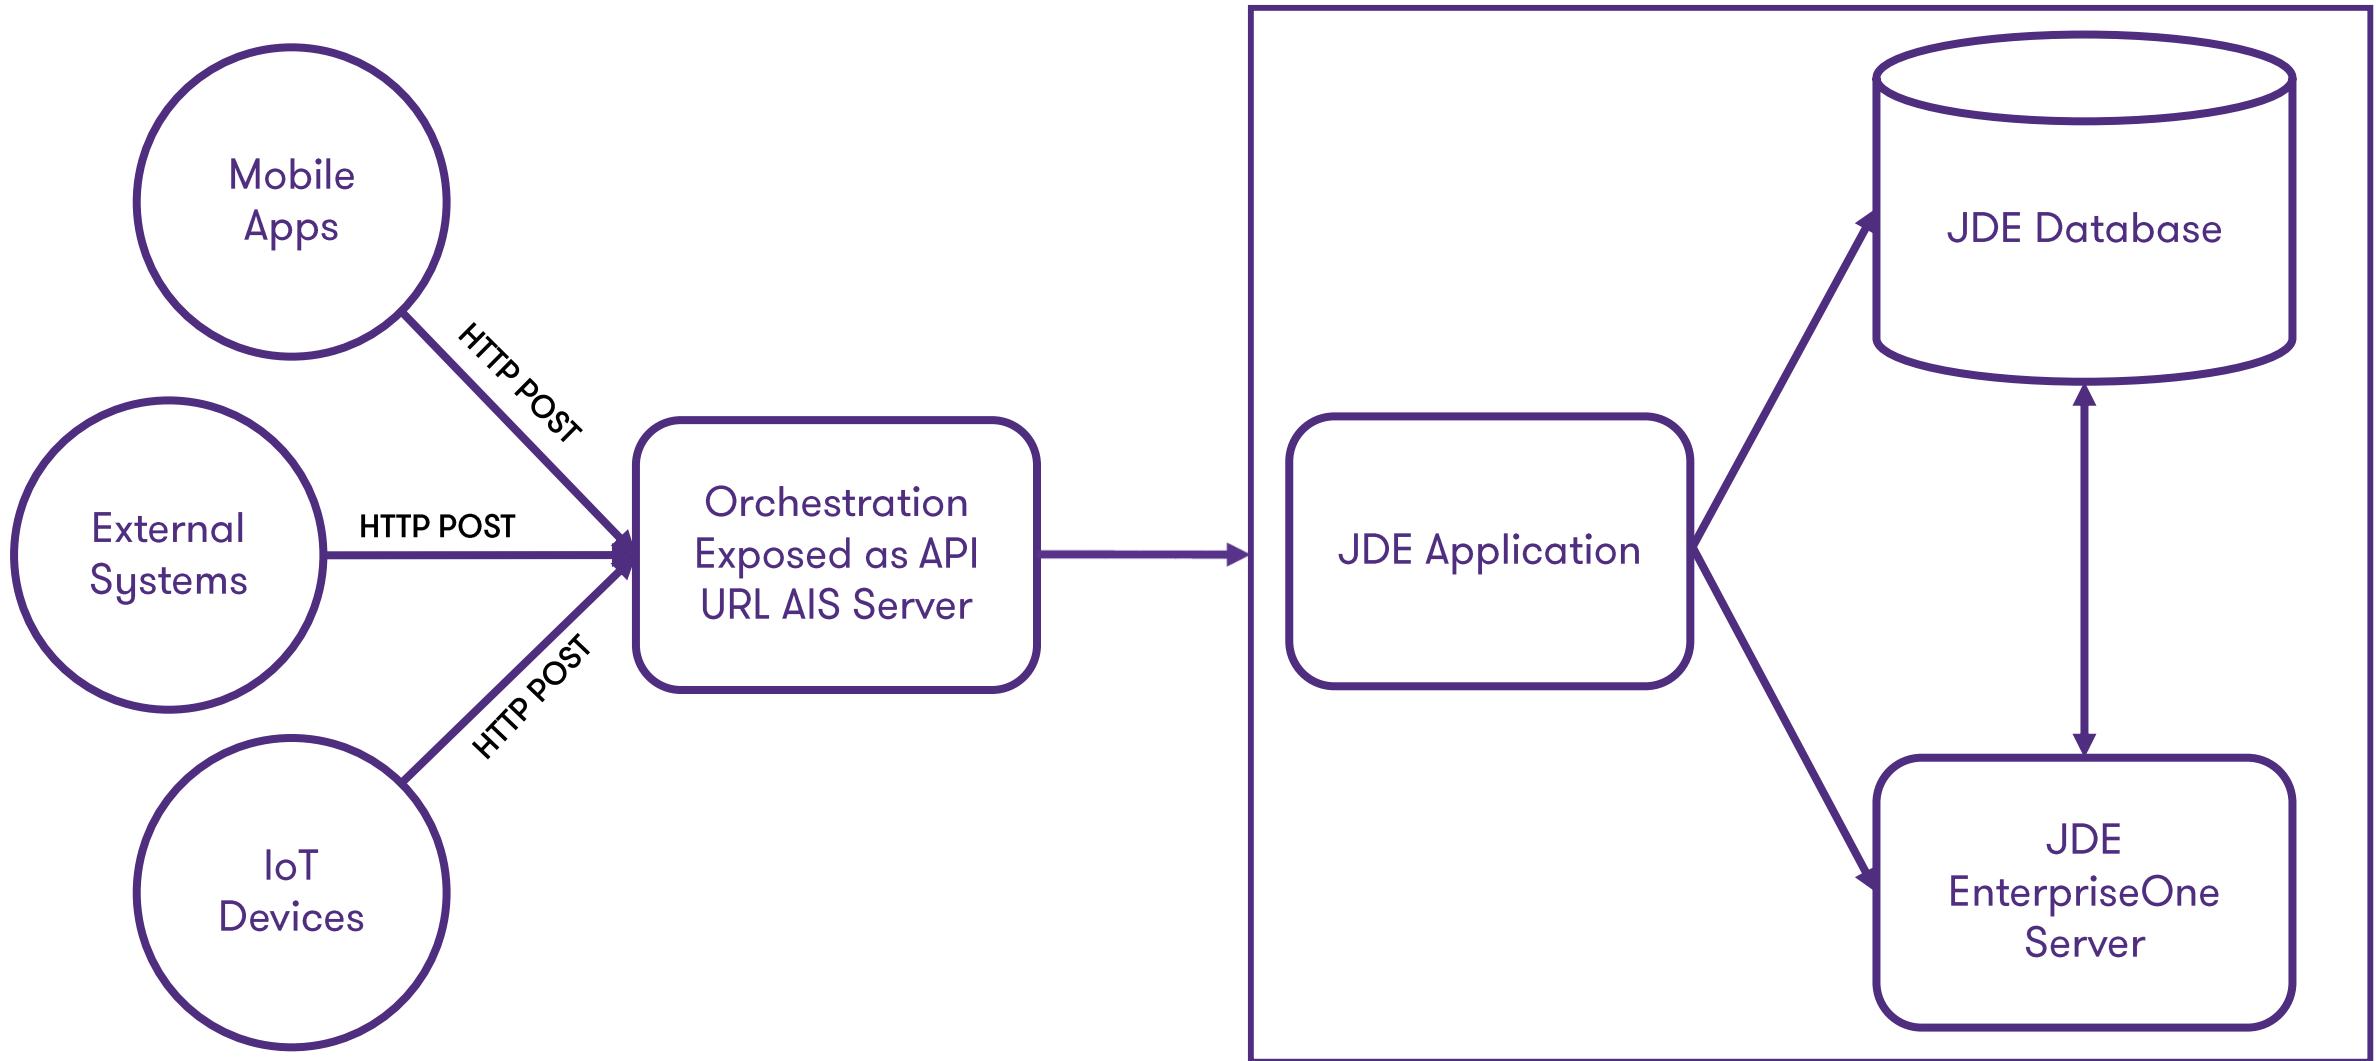 Mobile
Apps
HTTP POST
External
Systems
HTTP POST
IoT
Devices
HTTP POST
Orchestration
Exposed as API
URL AIS Server
JDE Application
JDE Database
JDE
EnterpriseOne
Server